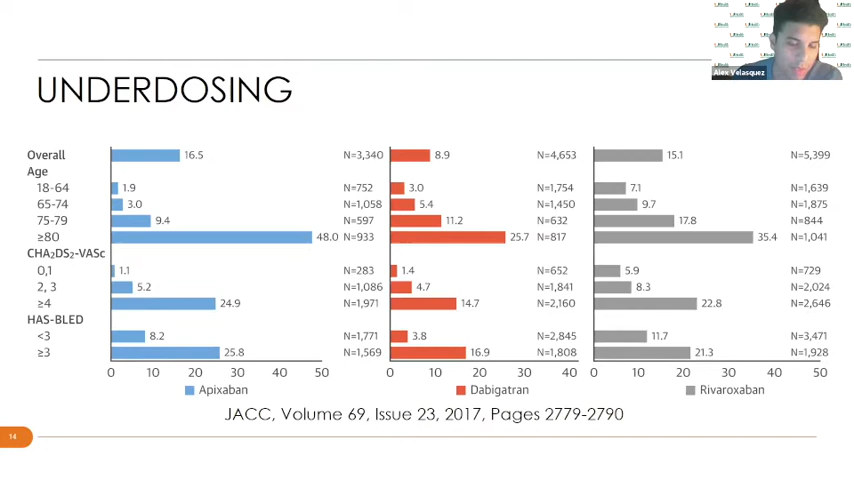 Alex Velasquez
UNDERDOSING
Overall 16.5 N=3,340 8.9 N=4,653 15.1 N=5,399
Age
18-64 1.9 N=752 3.0 N=1,754 7.1 N=1,639
65-74 3.0 N=1,058 5.4 N=1,450 9.7 N=1,875
75-79 9.4 N=597 11.2 N=632 17.8 N=844
≥80 48.0 N=933 25.7 N=817 35.4 N=1,041
CHA₂DS₂-VASc
0,1 1.1 N=283 1.4 N=652 5.9 N=729
2, 3 5.2 N=1,086 4.7 N=1,841 8.3 N=2,024
≥4 24.9 N=1,971 14.7 N=2,160 22.8 N=2,646
HAS-BLED
<3 8.2 N=1,771 3.8 N=2,845 11.7 N=3,471
≥3 25.8 N=1,569 16.9 N=1,808 21.3 N=1,928
0 10 20 30 40 50 0 10 20 30 40 0 10 20 30 40 50
Apixaban Dabigatran Rivaroxaban
JACC, Volume 69, Issue 23, 2017, Pages 2779-2790
14